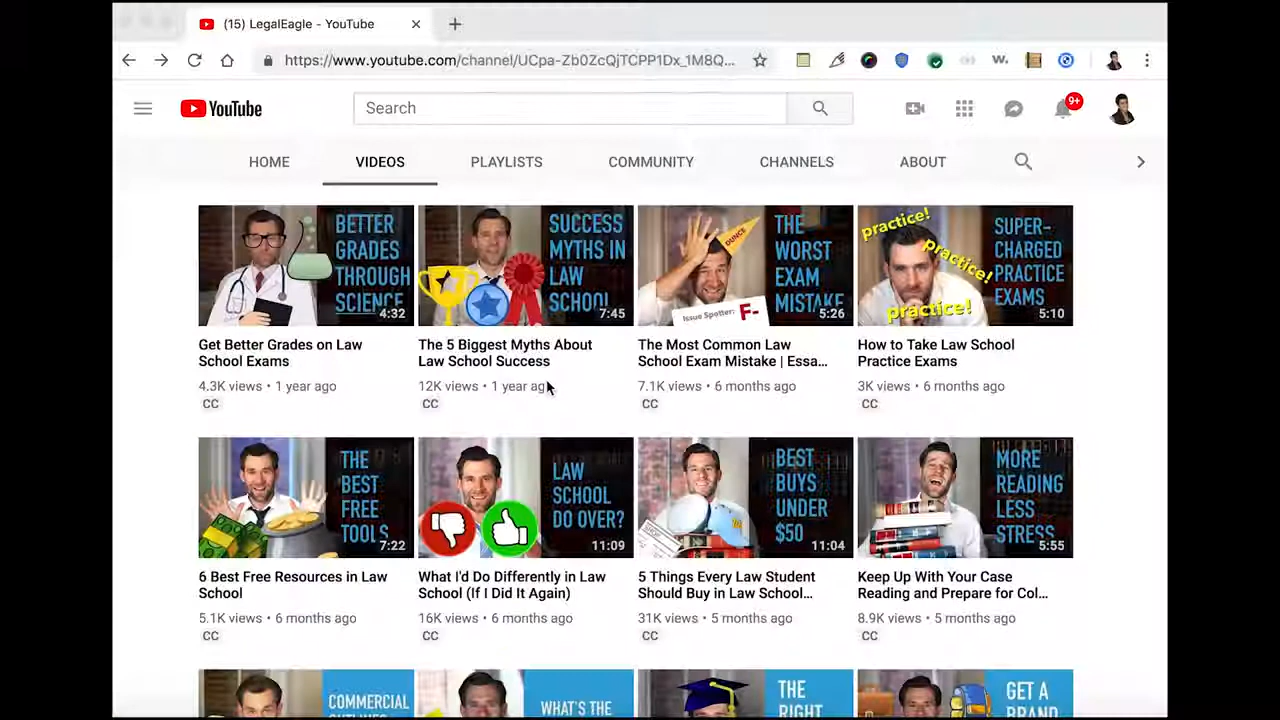 (15) LegalEagle - YouTube
https://www.youtube.com/channel/UCpa-Zb0ZcQjTCPP1Dx_1M8Q...
W.
YouTube
Search
9+
HOME
VIDEOS
PLAYLISTS
COMMUNITY
CHANNELS
ABOUT
BETTER
GRADES
THROUGH
SCIENCE
4:32
SUCCESS
MYTHS IN
LAW
SCHOOL
7:45
DUNCE
THE
WORST
EXAM
MISTAKE
Issue Spotter: F-
5:26
practice!
practice!
practice!
SUPER-
CHARGED
PRACTICE
EXAMS
5:10
Get Better Grades on Law
School Exams
4.3K views • 1 year ago
CC
The 5 Biggest Myths About
Law School Success
12K views • 1 year ago
CC
The Most Common Law
School Exam Mistake | Essa...
7.1K views • 6 months ago
CC
How to Take Law School
Practice Exams
3K views • 6 months ago
CC
THE
BEST
FREE
TOOLS
7:22
LAW
SCHOOL
DO OVER?
11:09
BEST
BUYS
UNDER
$50
11:04
MORE
READING
LESS
STRESS
5:55
6 Best Free Resources in Law
School
5.1K views • 6 months ago
CC
What I'd Do Differently in Law
School (If I Did It Again)
16K views • 6 months ago
CC
5 Things Every Law Student
Should Buy in Law School...
31K views • 5 months ago
CC
Keep Up With Your Case
Reading and Prepare for Col...
8.9K views • 5 months ago
CC
COMMERCIAL
OUTLINES
WHAT'S THE
THE
RIGHT
GET A
BRAND